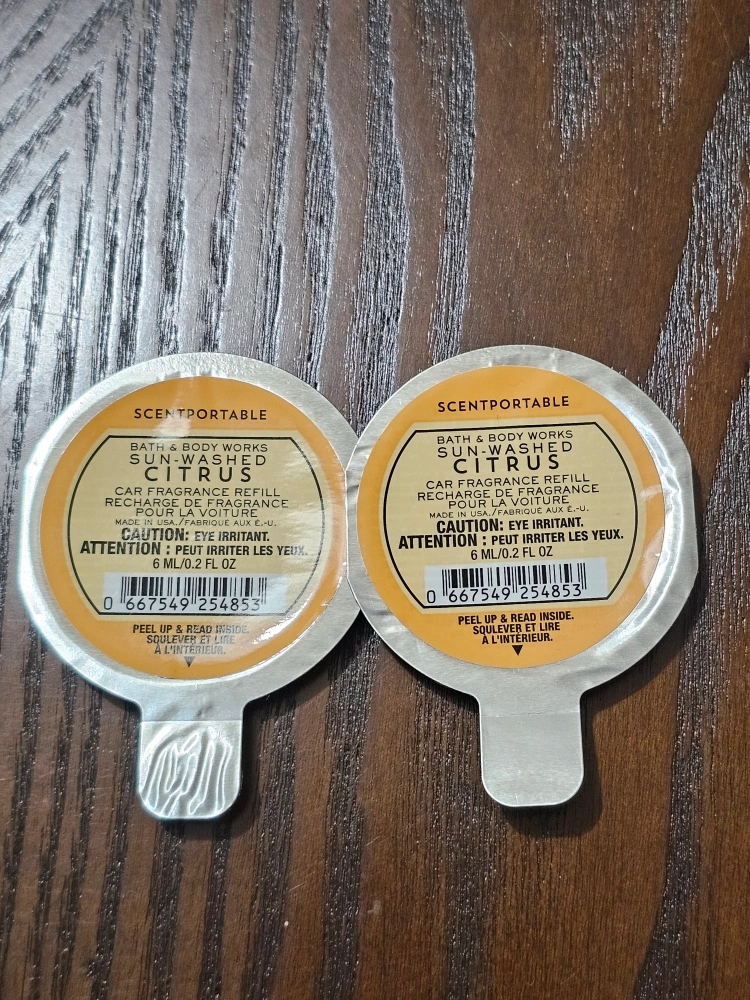 SCENTPORTABLE
BATH & BODY WORKS
SUN-WASHED
CITRUS
CAR FRAGRANCE REFILL
RECHARGE DE FRAGRANCE
POUR LA VOITURE
MADE IN USA./FABRIQUÉ AUX É.-U.
CAUTION: EYE IRRITANT.
ATTENTION : PEUT IRRITER LES YEUX.
6 ML/0.2 FL OZ
0 667549 254853
PEEL UP & READ INSIDE.
SOULEVER ET LIRE
À L'INTÉRIEUR.
SCENTPORTABLE
BATH & BODY WORKS
SUN-WASHED
CITRUS
CAR FRAGRANCE REFILL
RECHARGE DE FRAGRANCE
POUR LA VOITURE
MADE IN USA./FABRIQUÉ AUX É.-U.
CAUTION: EYE IRRITANT.
ATTENTION : PEUT IRRITER LES YEUX.
6 ML/0.2 FL OZ
0 667549 254853
PEEL UP & READ INSIDE.
SOULEVER ET LIRE
À L'INTÉRIEUR.